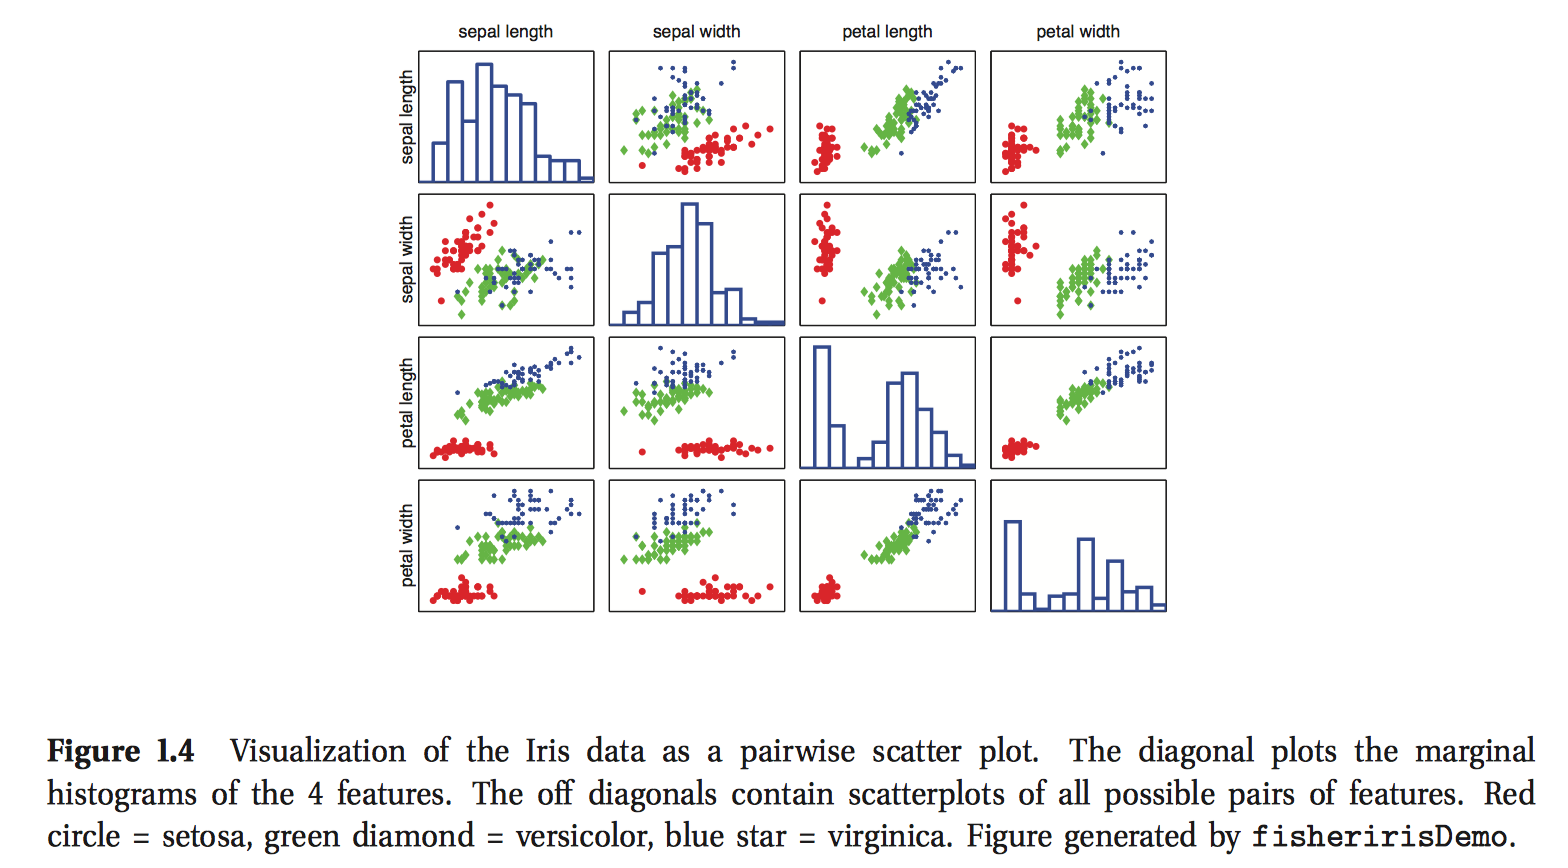 sepal length sepal width petal length petal width
sepal length
sepal width
petal length
petal width
Figure 1.4 Visualization of the Iris data as a pairwise scatter plot. The diagonal plots the marginal
histograms of the 4 features. The off diagonals contain scatterplots of all possible pairs of features. Red
circle = setosa, green diamond = versicolor, blue star = virginica. Figure generated by fisheririsDemo.